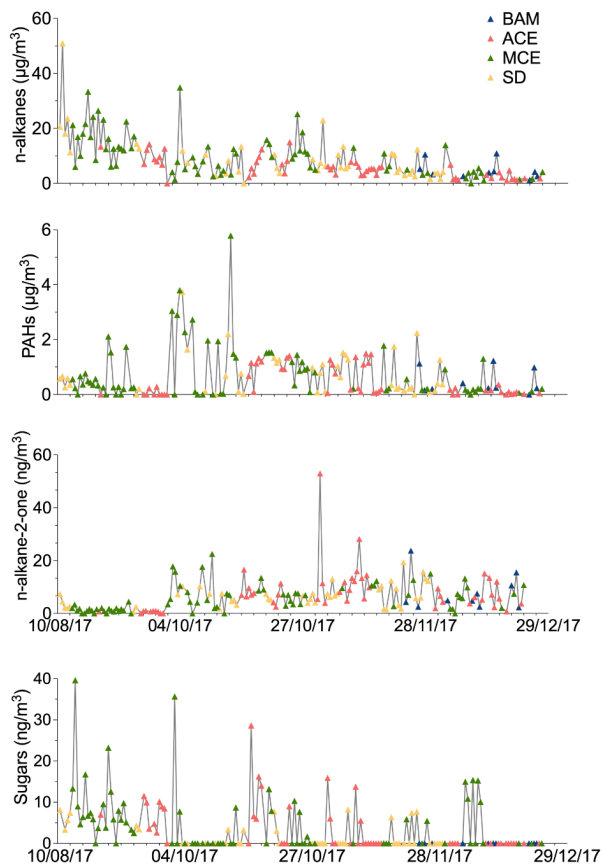 BAM
ACE
MCE
SD
n-alkanes (μg/m³)
60
40
20
0
PAHs (μg/m³)
6
4
2
0
n-alkane-2-one (ng/m³)
60
40
20
0
10/08/17 04/10/17 27/10/17 28/11/17 29/12/17
Sugars (ng/m³)
40
30
20
10
0
10/08/17 04/10/17 27/10/17 28/11/17 29/12/17